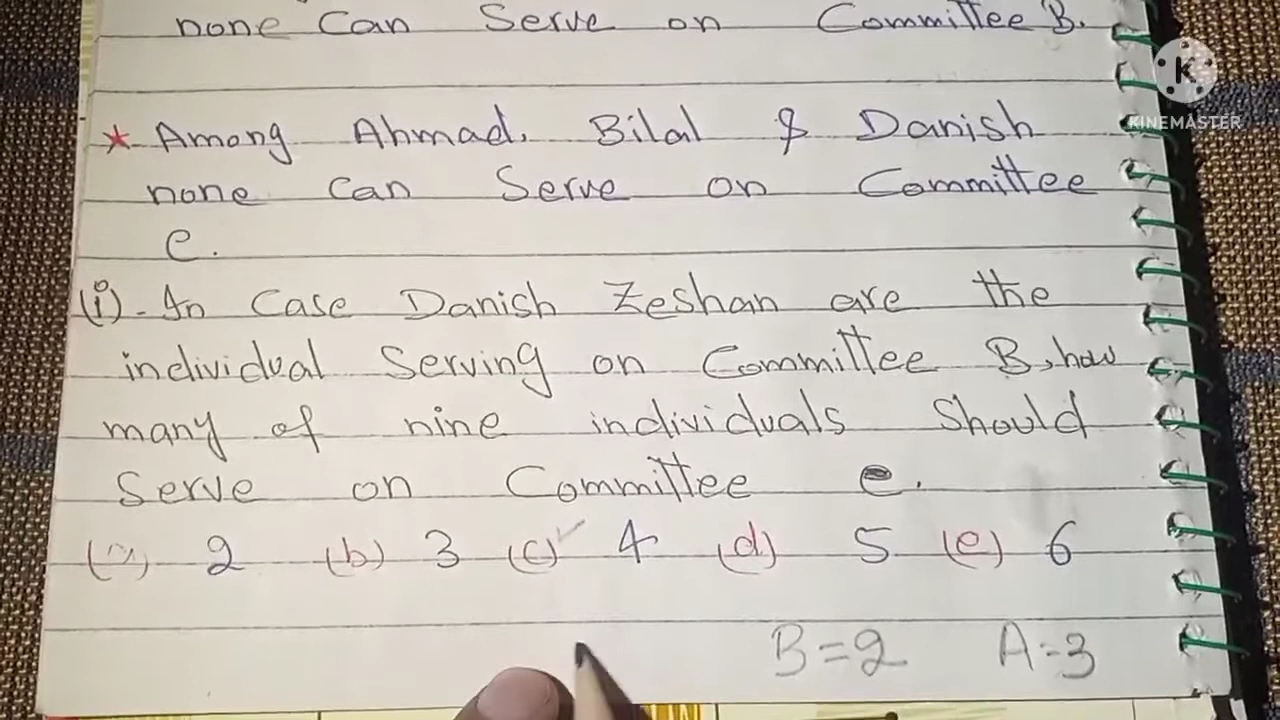 none Can Serve on Committee B.
K
KINEMASTER
★ Among Ahmad, Bilal & Danish
none Can Serve on Committee
e.
(i) - In Case Danish Zeshan are the
individual Serving on Committee B, how
many of nine individuals Should
Serve on Committee e.
(a) 2 (b) 3 (c) ✓ 4 (d) 5 (e) 6
B=2 A=3